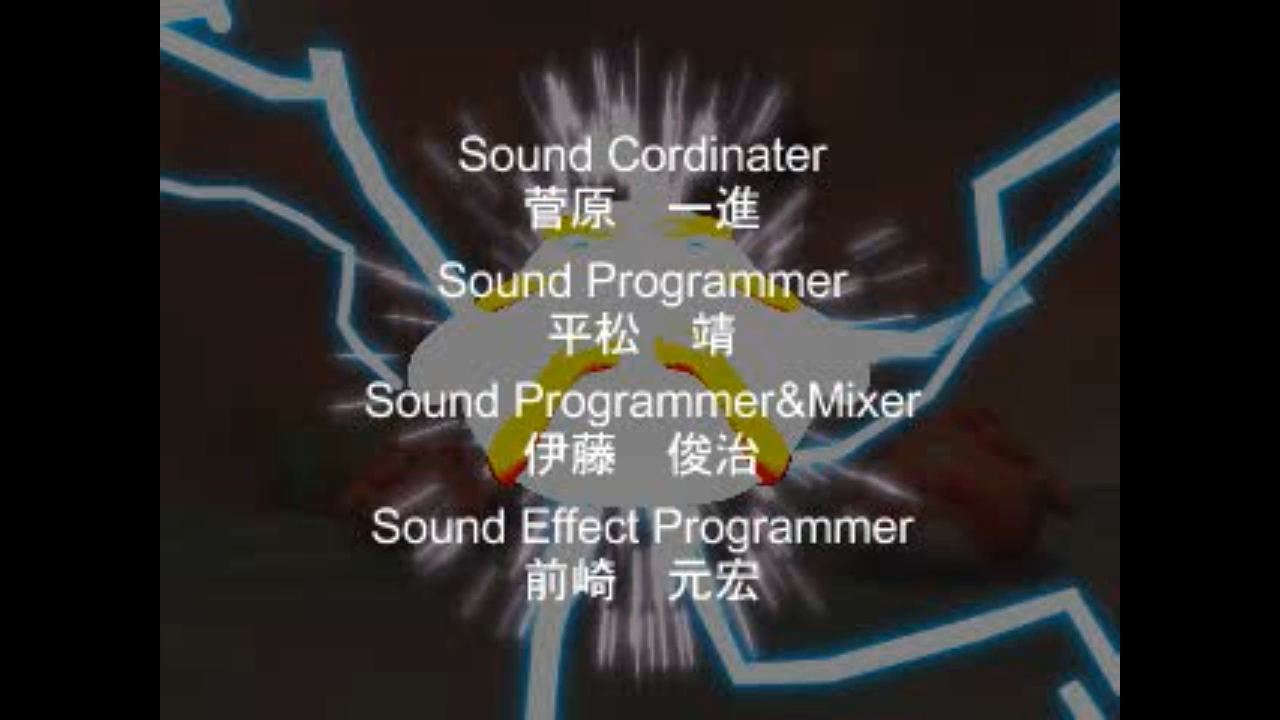 Sound Cordinater
菅原　一進
Sound Programmer
平松　靖
Sound Programmer&Mixer
伊藤　俊治
Sound Effect Programmer
前崎　元宏